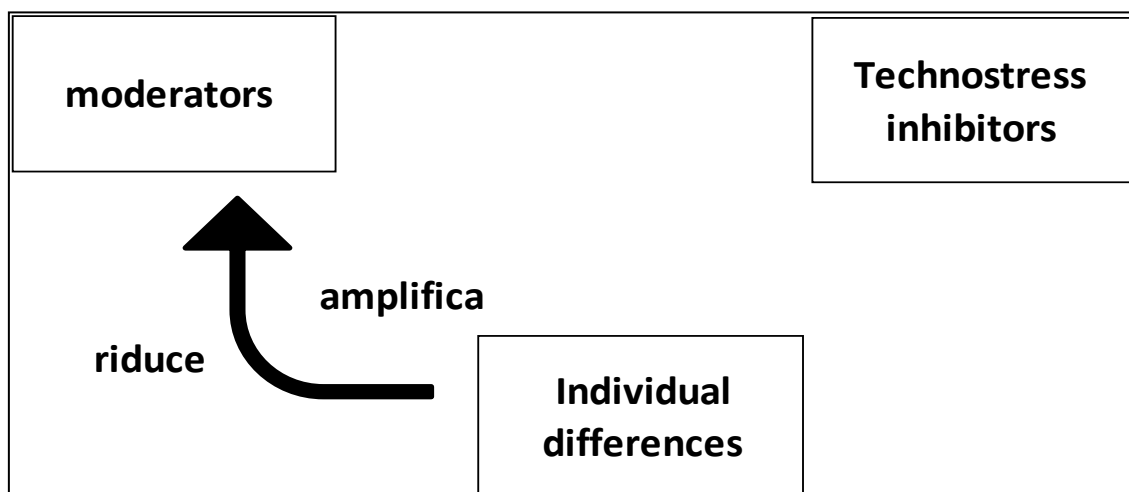 moderators
Technostress
inhibitors
amplifica
riduce
Individual
differences